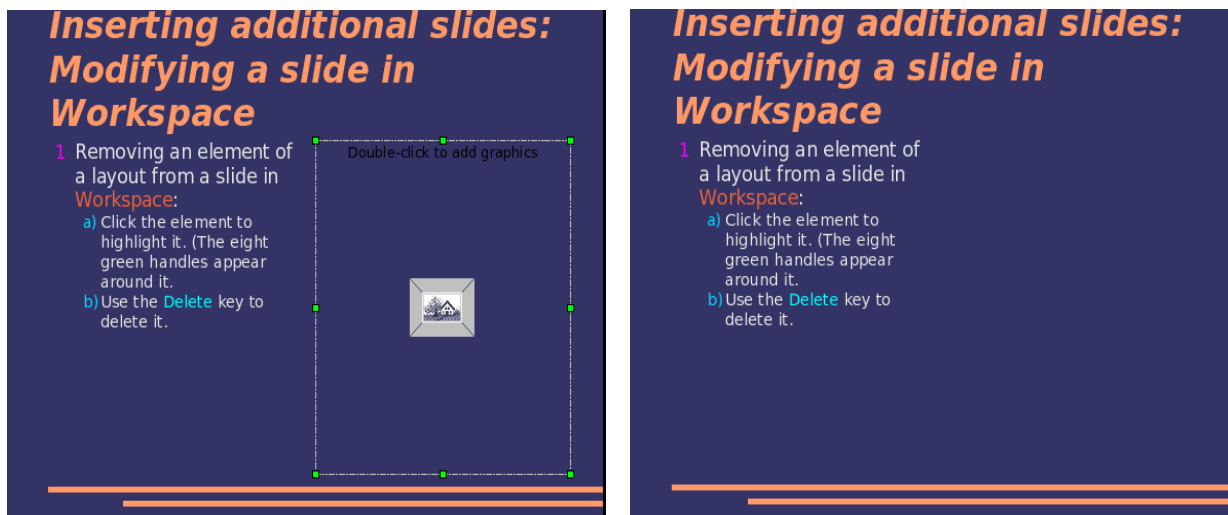 Inserting additional slides:
Modifying a slide in
Workspace
1 Removing an element of
a layout from a slide in
Workspace:
a) Click the element to
highlight it. (The eight
green handles appear
around it.
b) Use the Delete key to
delete it.
Double-click to add graphics
Inserting additional slides:
Modifying a slide in
Workspace
1 Removing an element of
a layout from a slide in
Workspace:
a) Click the element to
highlight it. (The eight
green handles appear
around it.
b) Use the Delete key to
delete it.